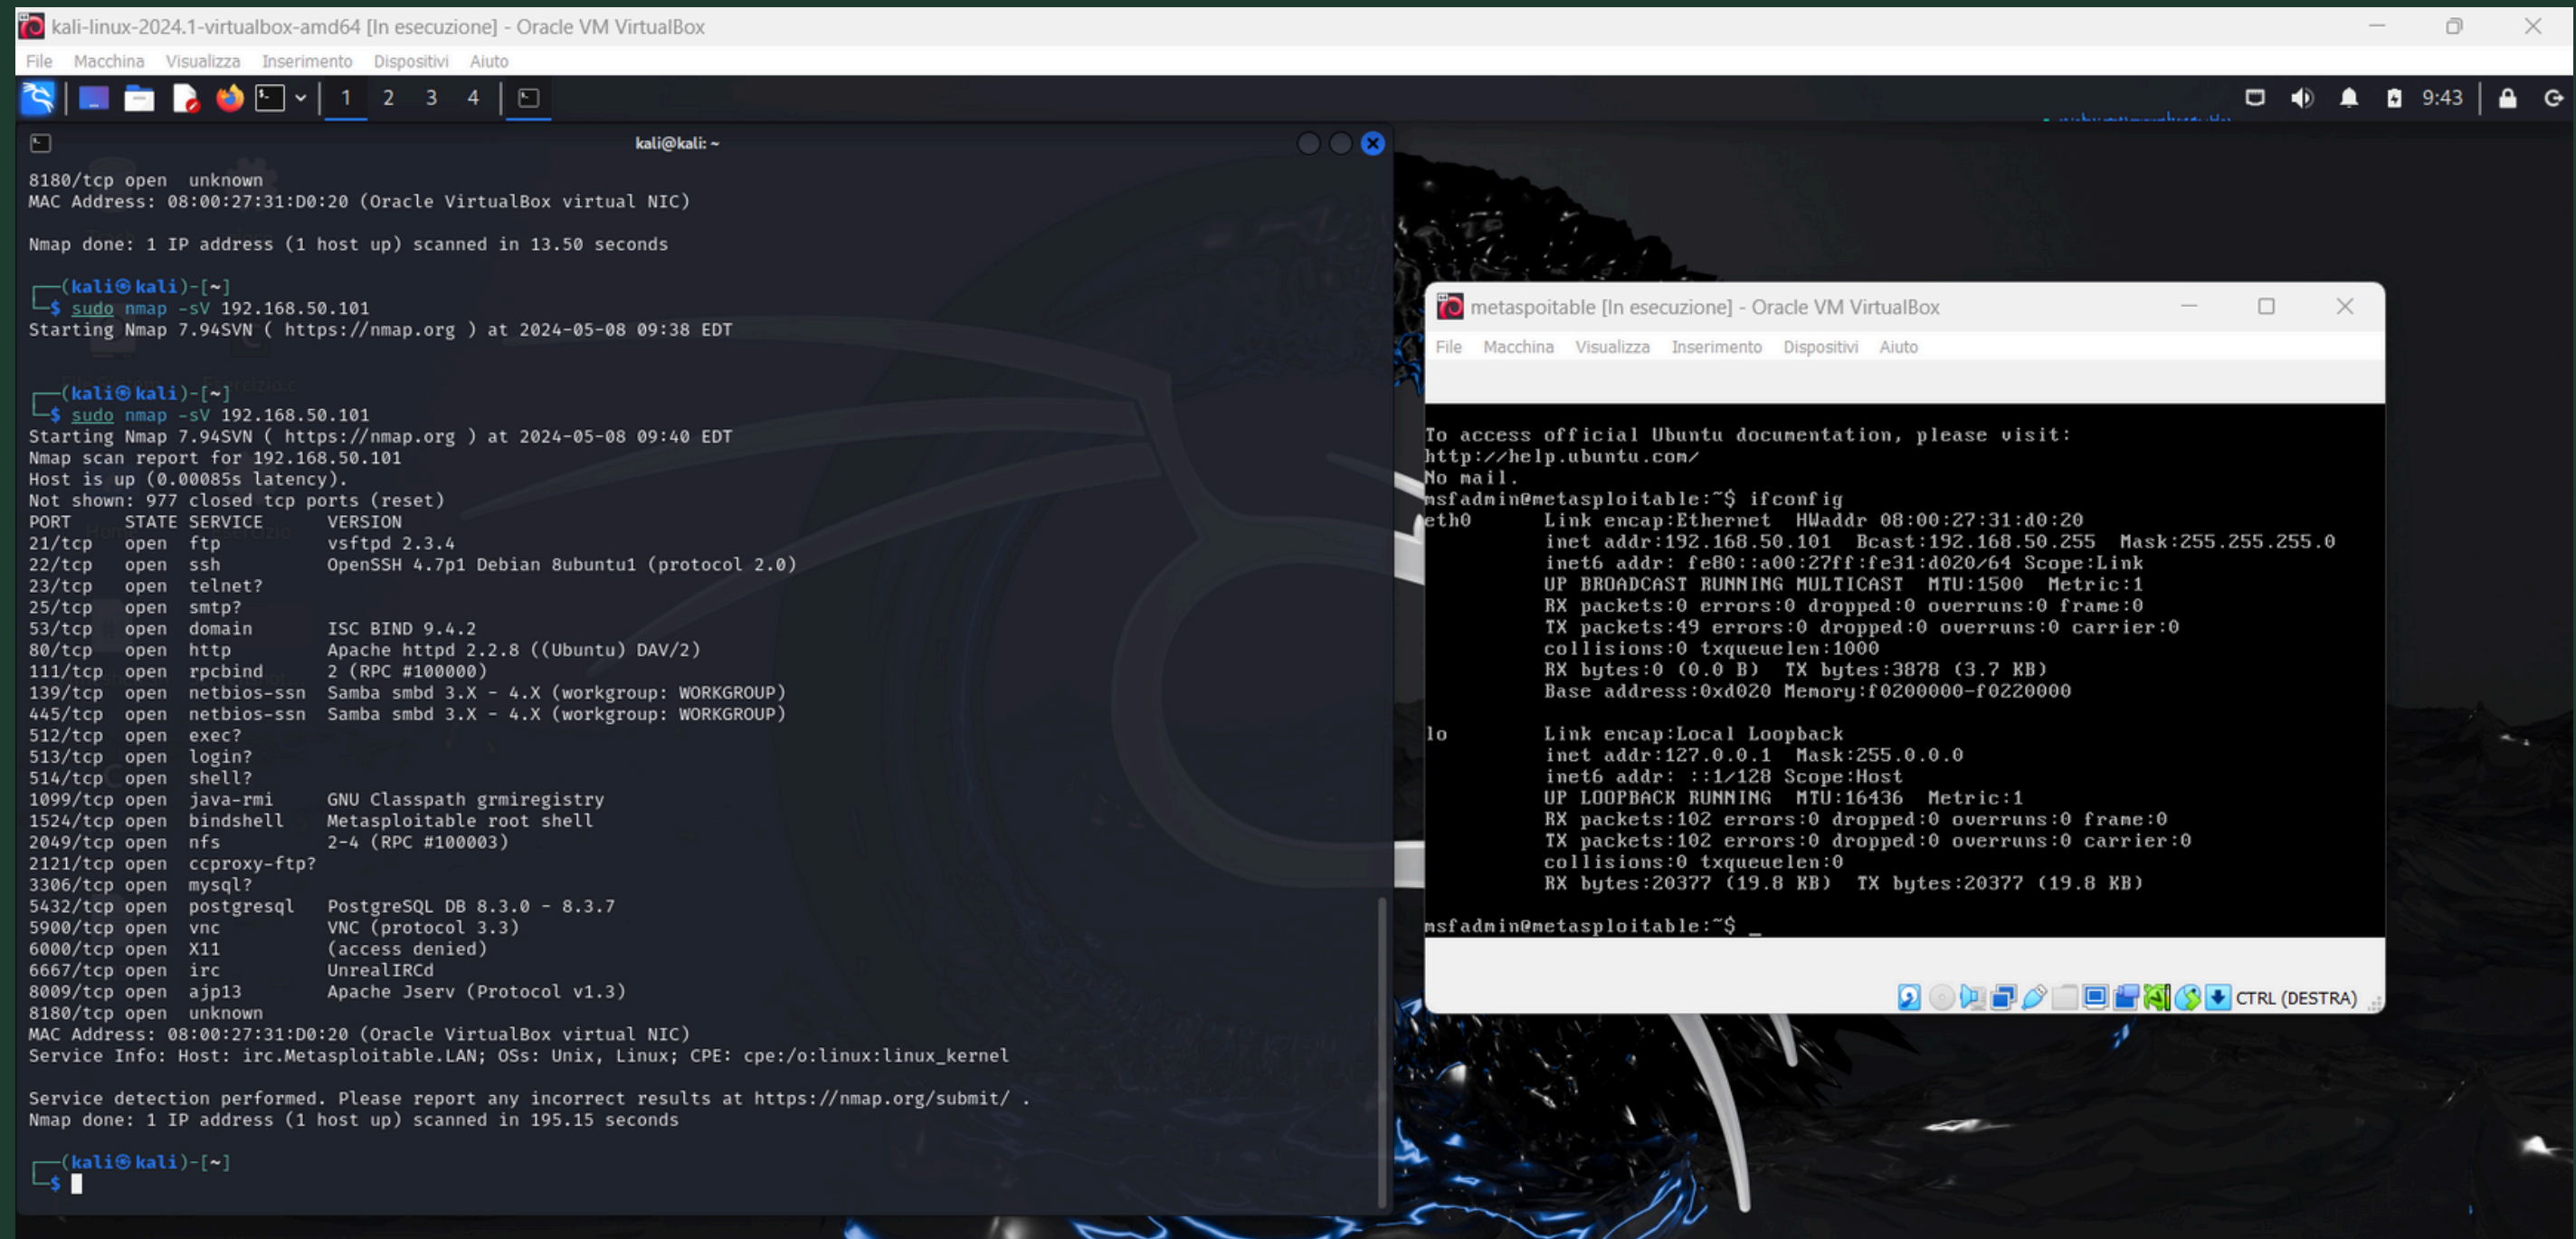 kali-linux-2024.1-virtualbox-amd64 [In esecuzione] - Oracle VM VirtualBox
File Macchina Visualizza Inserimento Dispositivi Aiuto
1 2 3 4
9:43
kali@kali: ~
8180/tcp open unknown
MAC Address: 08:00:27:31:D0:20 (Oracle VirtualBox virtual NIC)
Nmap done: 1 IP address (1 host up) scanned in 13.50 seconds
(kali㉿kali)-[~]
$ sudo nmap -sV 192.168.50.101
Starting Nmap 7.94SVN ( https://nmap.org ) at 2024-05-08 09:38 EDT
(kali㉿kali)-[~]
$ sudo nmap -sV 192.168.50.101
Starting Nmap 7.94SVN ( https://nmap.org ) at 2024-05-08 09:40 EDT
Nmap scan report for 192.168.50.101
Host is up (0.00085s latency).
Not shown: 977 closed tcp ports (reset)
PORT STATE SERVICE VERSION
21/tcp open ftp vsftpd 2.3.4
22/tcp open ssh OpenSSH 4.7p1 Debian 8ubuntu1 (protocol 2.0)
23/tcp open telnet?
25/tcp open smtp?
53/tcp open domain ISC BIND 9.4.2
80/tcp open http Apache httpd 2.2.8 ((Ubuntu) DAV/2)
111/tcp open rpcbind 2 (RPC #100000)
139/tcp open netbios-ssn Samba smbd 3.X - 4.X (workgroup: WORKGROUP)
445/tcp open netbios-ssn Samba smbd 3.X - 4.X (workgroup: WORKGROUP)
512/tcp open exec?
513/tcp open login?
514/tcp open shell?
1099/tcp open java-rmi GNU Classpath grmiregistry
1524/tcp open bindshell Metasploitable root shell
2049/tcp open nfs 2-4 (RPC #100003)
2121/tcp open ccproxy-ftp?
3306/tcp open mysql?
5432/tcp open postgresql PostgreSQL DB 8.3.0 - 8.3.7
5900/tcp open vnc VNC (protocol 3.3)
6000/tcp open X11 (access denied)
6667/tcp open irc UnrealIRCd
8009/tcp open ajp13 Apache Jserv (Protocol v1.3)
8180/tcp open unknown
MAC Address: 08:00:27:31:D0:20 (Oracle VirtualBox virtual NIC)
Service Info: Host: irc.Metasploitable.LAN; OSs: Unix, Linux; CPE: cpe:/o:linux:linux_kernel
Service detection performed. Please report any incorrect results at https://nmap.org/submit/ .
Nmap done: 1 IP address (1 host up) scanned in 195.15 seconds
(kali㉿kali)-[~]
$
metaspoitable [In esecuzione] - Oracle VM VirtualBox
File Macchina Visualizza Inserimento Dispositivi Aiuto
To access official Ubuntu documentation, please visit:
http://help.ubuntu.com/
No mail.
msfadmin@metasploitable:~$ ifconfig
eth0 Link encap:Ethernet HWaddr 08:00:27:31:d0:20
inet addr:192.168.50.101 Bcast:192.168.50.255 Mask:255.255.255.0
inet6 addr: fe80::a00:27ff:fe31:d020/64 Scope:Link
UP BROADCAST RUNNING MULTICAST MTU:1500 Metric:1
RX packets:0 errors:0 dropped:0 overruns:0 frame:0
TX packets:49 errors:0 dropped:0 overruns:0 carrier:0
collisions:0 txqueuelen:1000
RX bytes:0 (0.0 B) TX bytes:3878 (3.7 KB)
Base address:0xd020 Memory:f0200000-f0220000
lo Link encap:Local Loopback
inet addr:127.0.0.1 Mask:255.0.0.0
inet6 addr: ::1/128 Scope:Host
UP LOOPBACK RUNNING MTU:16436 Metric:1
RX packets:102 errors:0 dropped:0 overruns:0 frame:0
TX packets:102 errors:0 dropped:0 overruns:0 carrier:0
collisions:0 txqueuelen:0
RX bytes:20377 (19.8 KB) TX bytes:20377 (19.8 KB)
msfadmin@metasploitable:~$ _
CTRL (DESTRA)